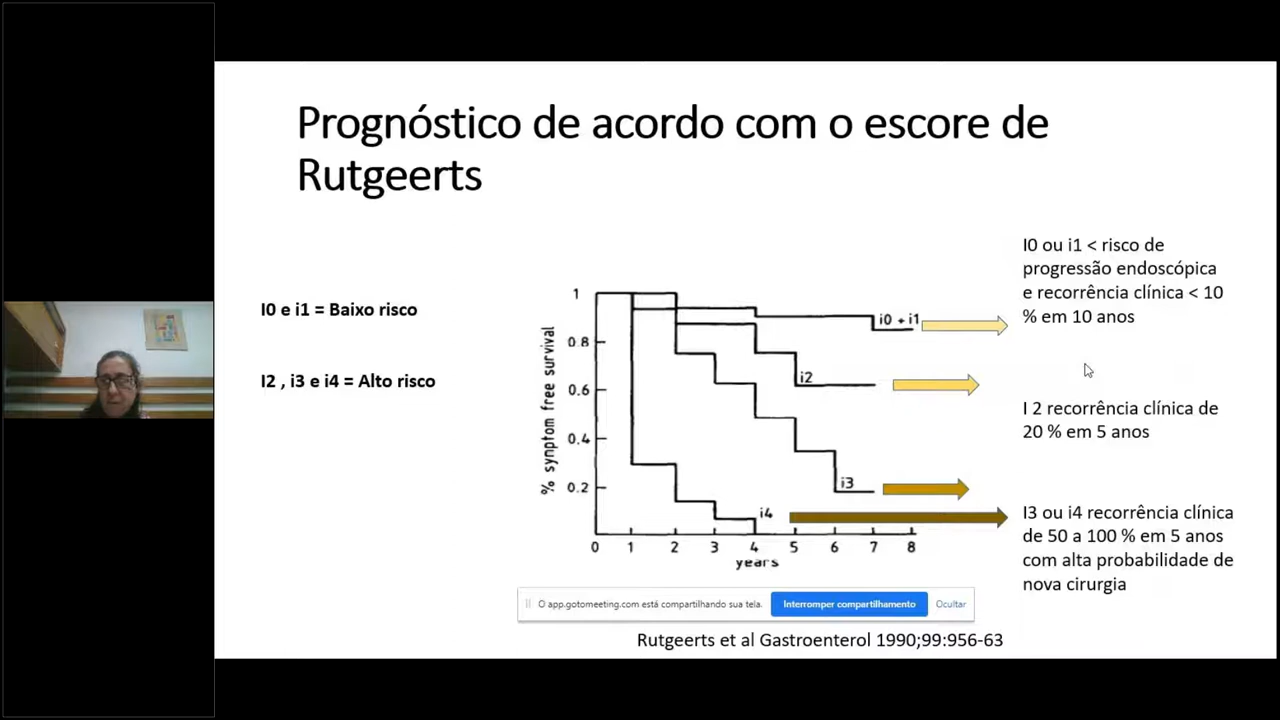 Prognóstico de acordo com o escore de
Rutgeerts
I0 e i1 = Baixo risco
I2 , i3 e i4 = Alto risco
% symptom free survival
1
0.8
0.6
0.4
0.2
i0 + i1
i2
i3
i4
0 1 2 3 4 5 6 7 8
years
I0 ou i1 < risco de
progressão endoscópica
e recorrência clínica < 10
% em 10 anos
I 2 recorrência clínica de
20 % em 5 anos
I3 ou i4 recorrência clínica
de 50 a 100 % em 5 anos
com alta probabilidade de
nova cirurgia
O app.gotomeeting.com está compartilhando sua tela.
Interromper compartilhamento
Ocultar
Rutgeerts et al Gastroenterol 1990;99:956-63